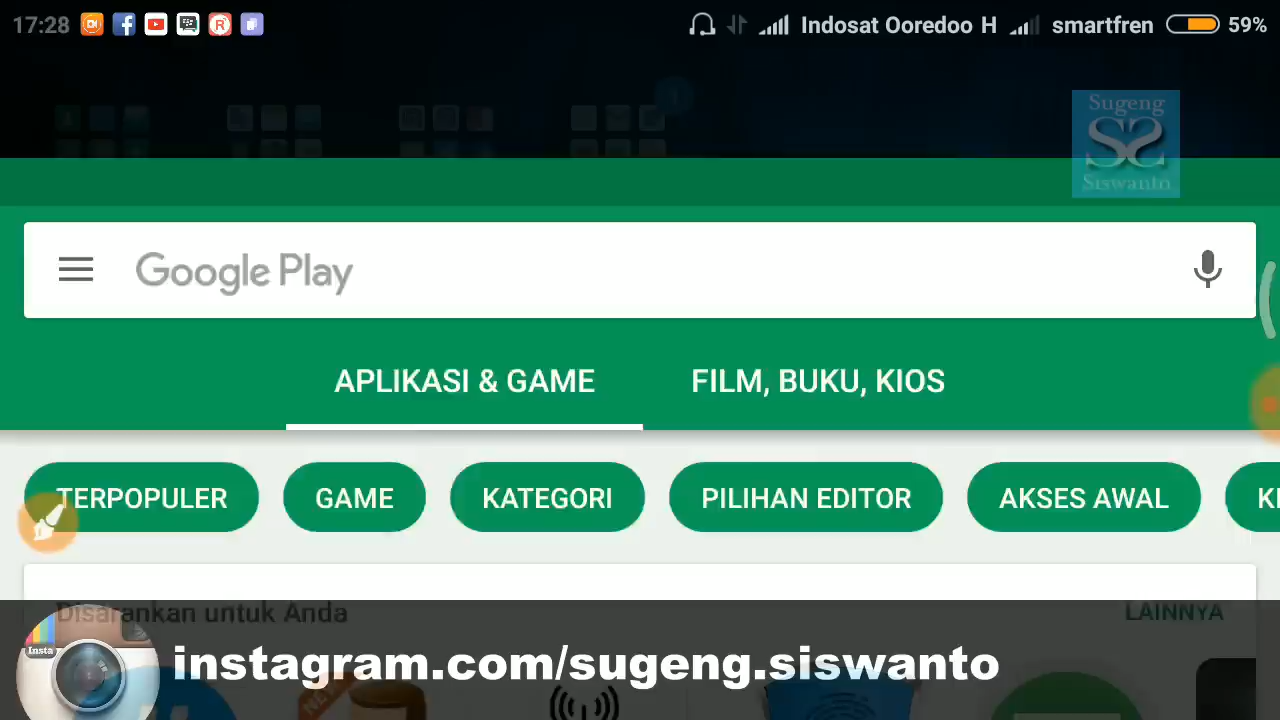 17:28
Indosat Ooredoo H
smartfren
59%
Sugeng
SS
Siswanto
Google Play
APLIKASI & GAME
FILM, BUKU, KIOS
TERPOPULER
GAME
KATEGORI
PILIHAN EDITOR
AKSES AWAL
Disarankan untuk Anda
LAINNYA
Insta
instagram.com/sugeng.siswanto